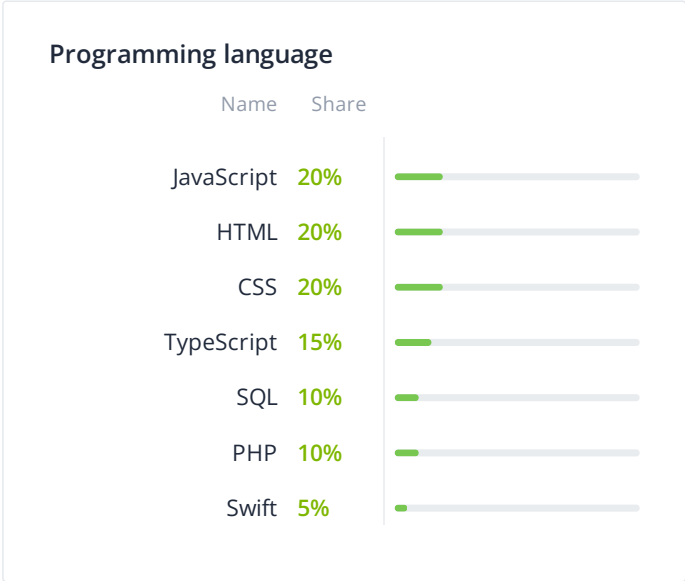 Programming language
Name Share
JavaScript 20%
HTML 20%
CSS 20%
TypeScript 15%
SQL 10%
PHP 10%
Swift 5%